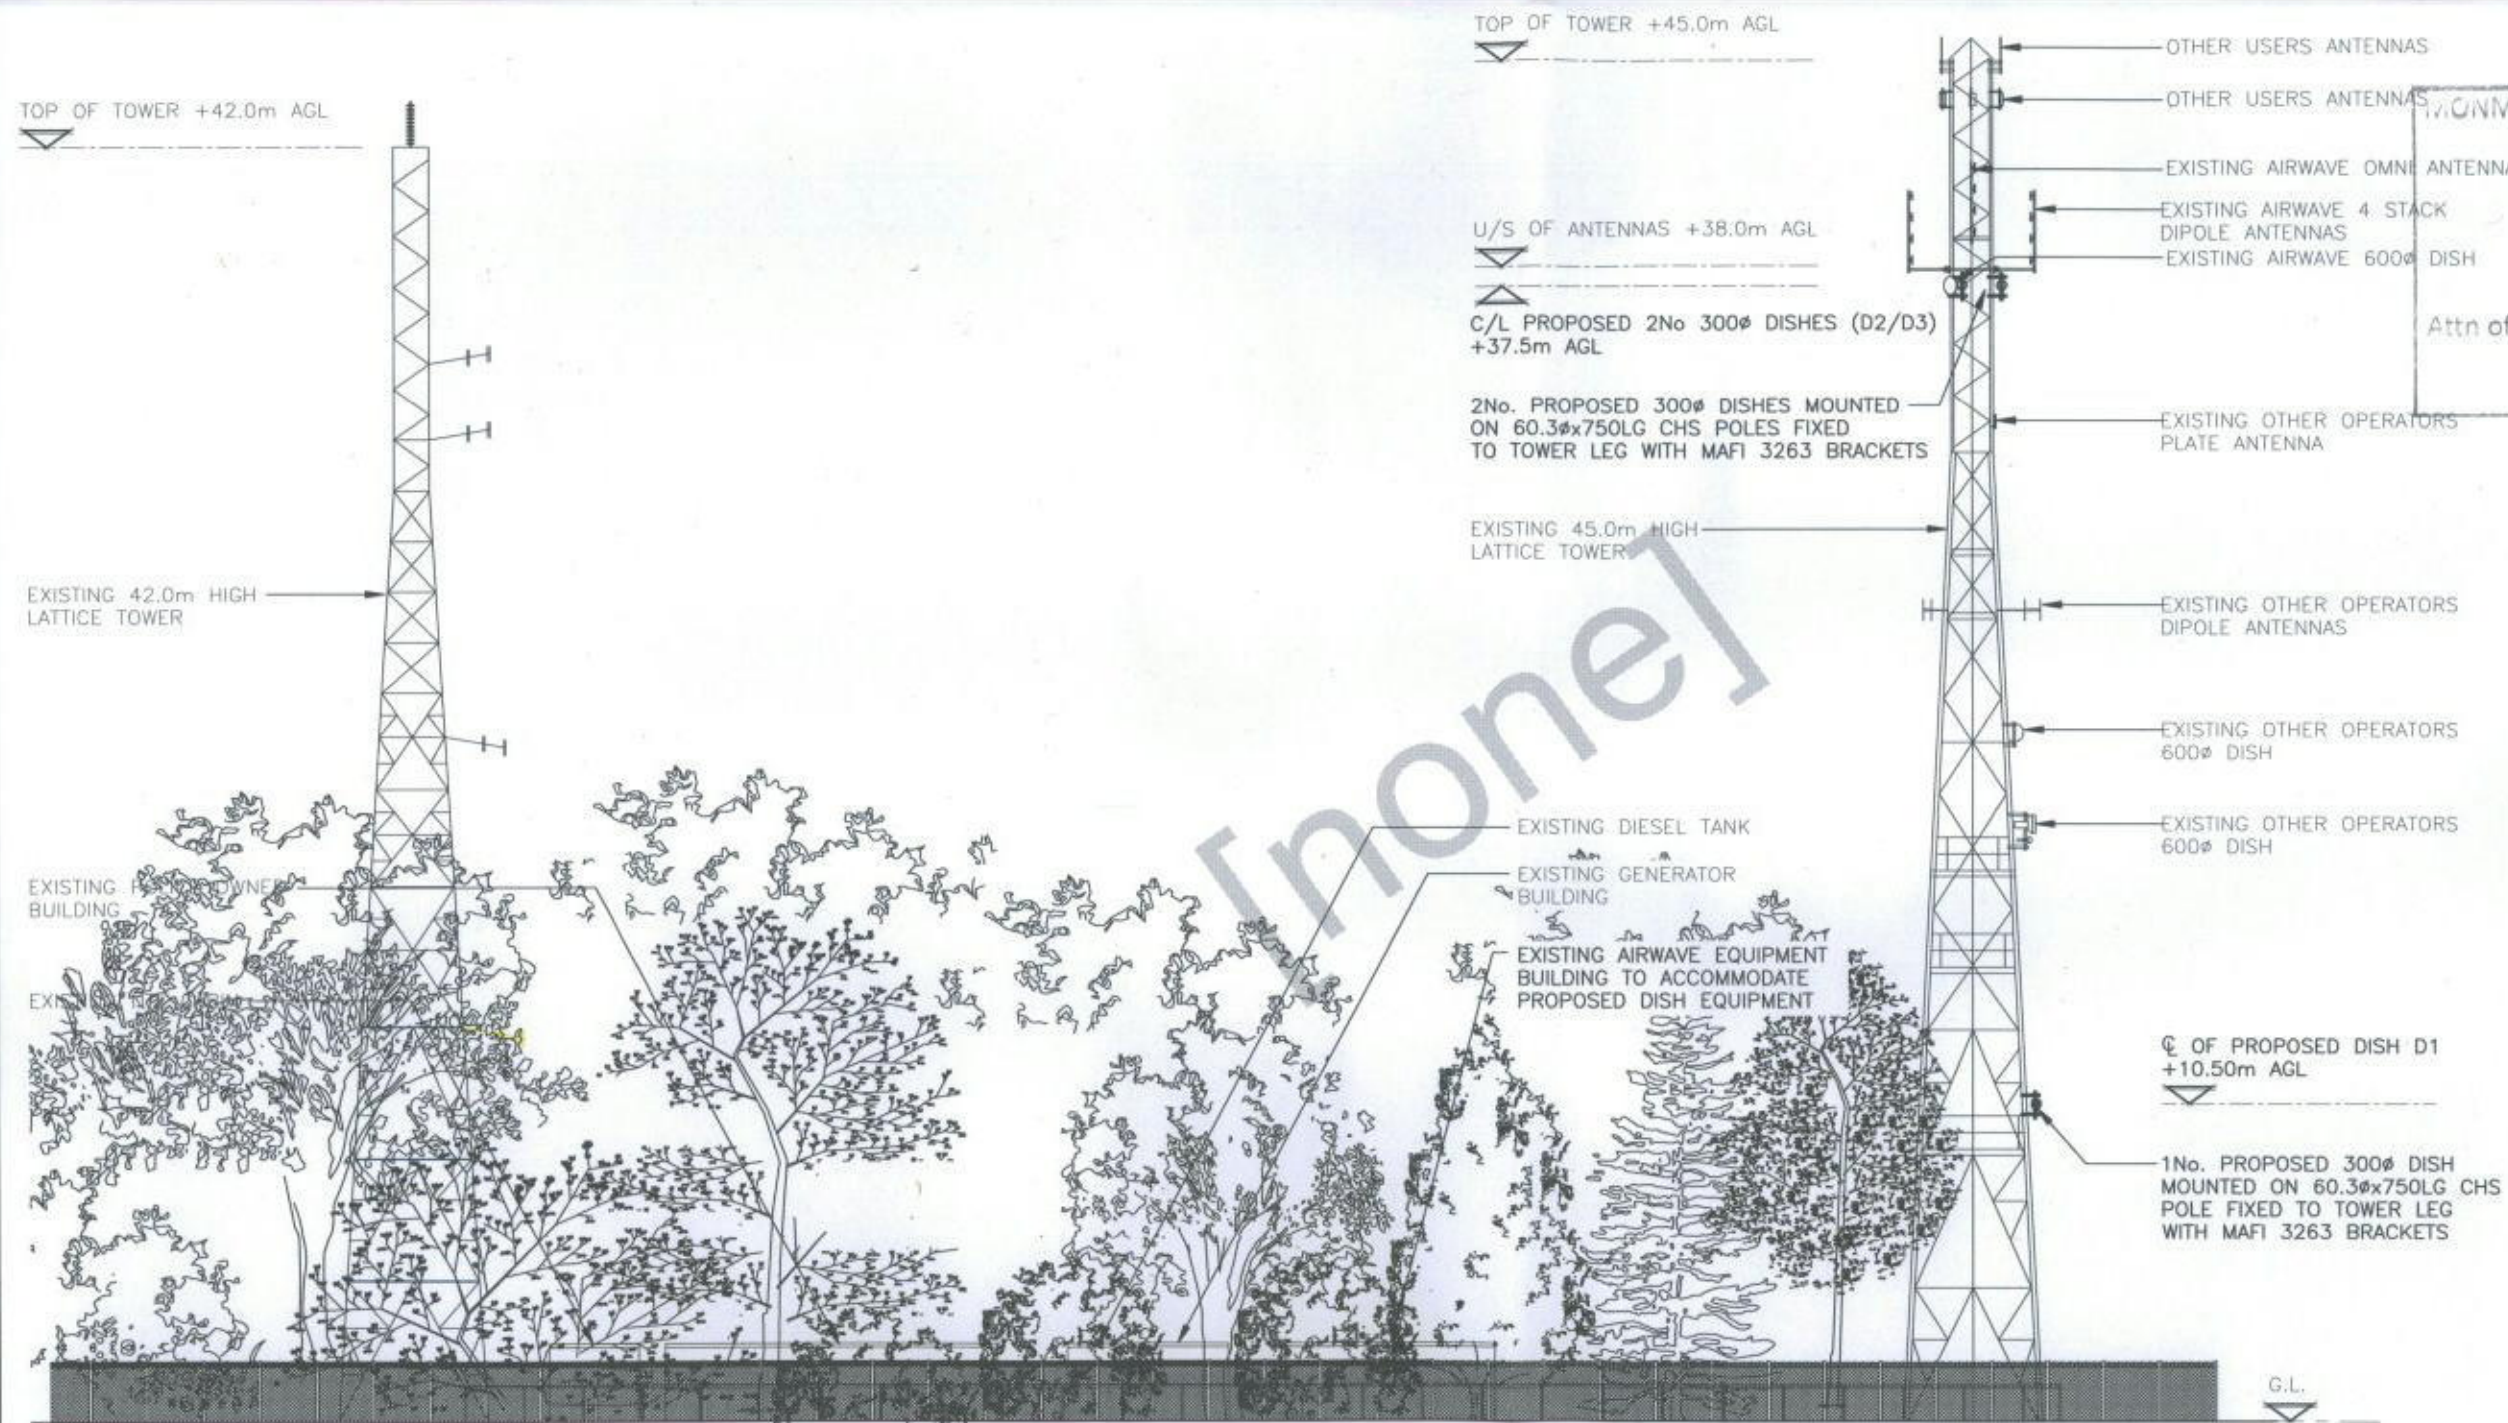 TOP OF TOWER +45.0m AGL
TOP OF TOWER +42.0m AGL
U/S OF ANTENNAS +38.0m AGL
C/L PROPOSED 2No 300ø DISHES (D2/D3)
+37.5m AGL
2No. PROPOSED 300ø DISHES MOUNTED
ON 60.3øx750LG CHS POLES FIXED
TO TOWER LEG WITH MAFI 3263 BRACKETS
EXISTING 45.0m HIGH
LATTICE TOWER
EXISTING 42.0m HIGH
LATTICE TOWER
EXISTING
BUILDING
[none]
EXISTING DIESEL TANK
EXISTING GENERATOR
BUILDING
EXISTING AIRWAVE EQUIPMENT
BUILDING TO ACCOMMODATE
PROPOSED DISH EQUIPMENT
OTHER USERS ANTENNAS
OTHER USERS ANTENNAS
EXISTING AIRWAVE OMNI ANTENNA
EXISTING AIRWAVE 4 STACK
DIPOLE ANTENNAS
EXISTING AIRWAVE 600ø DISH
Attn of
EXISTING OTHER OPERATORS
PLATE ANTENNA
EXISTING OTHER OPERATORS
DIPOLE ANTENNAS
EXISTING OTHER OPERATORS
600ø DISH
EXISTING OTHER OPERATORS
600ø DISH
℄ OF PROPOSED DISH D1
+10.50m AGL
1No. PROPOSED 300ø DISH
MOUNTED ON 60.3øx750LG CHS
POLE FIXED TO TOWER LEG
WITH MAFI 3263 BRACKETS
G.L.